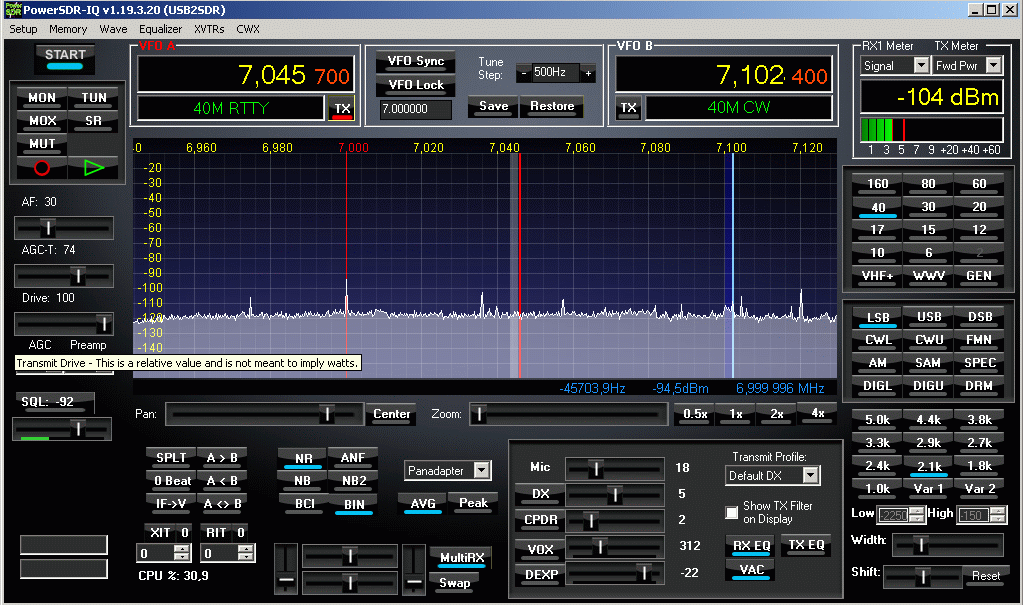 PowerSDR-IQ v1.19.3.20 (USB2SDR)
Setup Memory Wave Equalizer XVTRs CWX
START
MON TUN
MOX SR
MUT
AF: 30
AGC-T: 74
Drive: 100
AGC Preamp
Transmit Drive - This is a relative value and is not meant to imply watts.
SQL: -92
VFO A
7,045 700
40M RTTY
TX
VFO Sync
VFO Lock
7.000000
Tune
Step:
- 500Hz +
Save Restore
VFO B
7,102 400
TX
40M CW
RX1 Meter TX Meter
Signal Fwd Pwr
-104 dBm
1 3 5 7 9 +20 +40 +60
0 6,960 6,980 7,000 7,020 7,040 7,060 7,080 7,100 7,120
-20
-30
-40
-50
-60
-70
-80
-90
-100
-110
-120
-130
-140
-45703,9Hz -94,5dBm 6,999 996 MHz
Pan: Center Zoom: 0.5x 1x 2x 4x
160 80 60
40 30 20
17 15 12
10 6 2
VHF+ WWV GEN
LSB USB DSB
CWL CWU FMN
AM SAM SPEC
DIGL DIGU DRM
5.0k 4.4k 3.8k
3.3k 2.9k 2.7k
2.4k 2.1k 1.8k
1.0k Var 1 Var 2
Low -2250 High -150
Width:
Shift: Reset
SPLT A > B
0 Beat A < B
IF->V A <> B
XIT 0 RIT 0
0 0
CPU %: 30,9
NR ANF
NB NB2
BCI BIN
Panadapter
AVG Peak
MultiRX
Swap
Mic 18
DX 5
CPDR 2
VOX 312
DEXP -22
Transmit Profile:
Default DX
Show TX Filter
on Display
RX EQ TX EQ
VAC